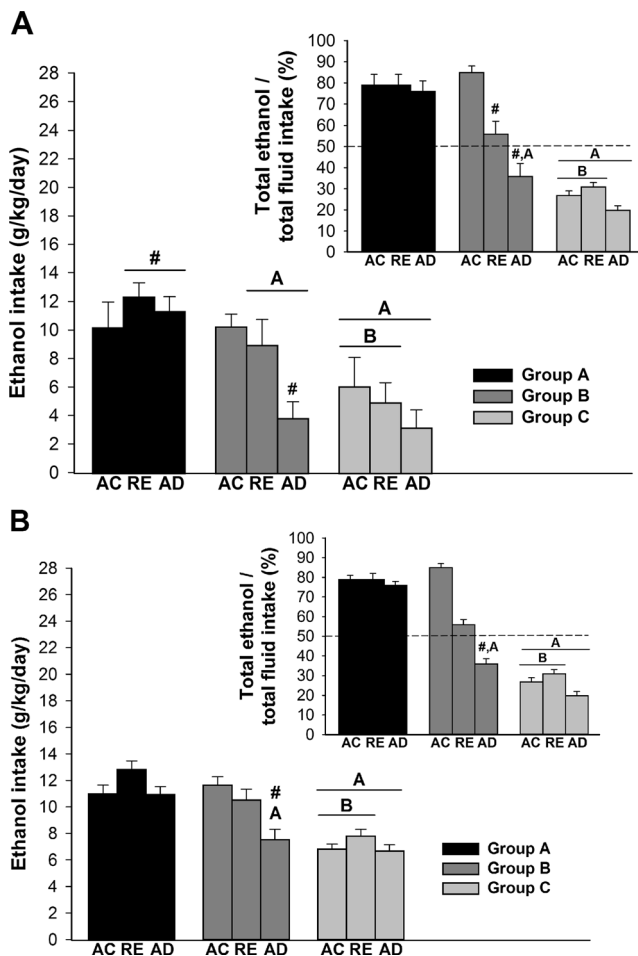 A
Ethanol intake (g/kg/day)
28
26
24
22
20
18
16
14
12
10
8
6
4
2
0
#
A
#
A
B
AC RE AD
AC RE AD
AC RE AD
Group A
Group B
Group C
Total ethanol /
total fluid intake (%)
100
90
80
70
60
50
40
30
20
10
0
#
#,A
A
B
AC RE AD
AC RE AD
AC RE AD
B
Ethanol intake (g/kg/day)
28
26
24
22
20
18
16
14
12
10
8
6
4
2
0
#
A
A
B
AC RE AD
AC RE AD
AC RE AD
Group A
Group B
Group C
Total ethanol /
total fluid intake (%)
100
90
80
70
60
50
40
30
20
10
0
#,A
A
B
AC RE AD
AC RE AD
AC RE AD